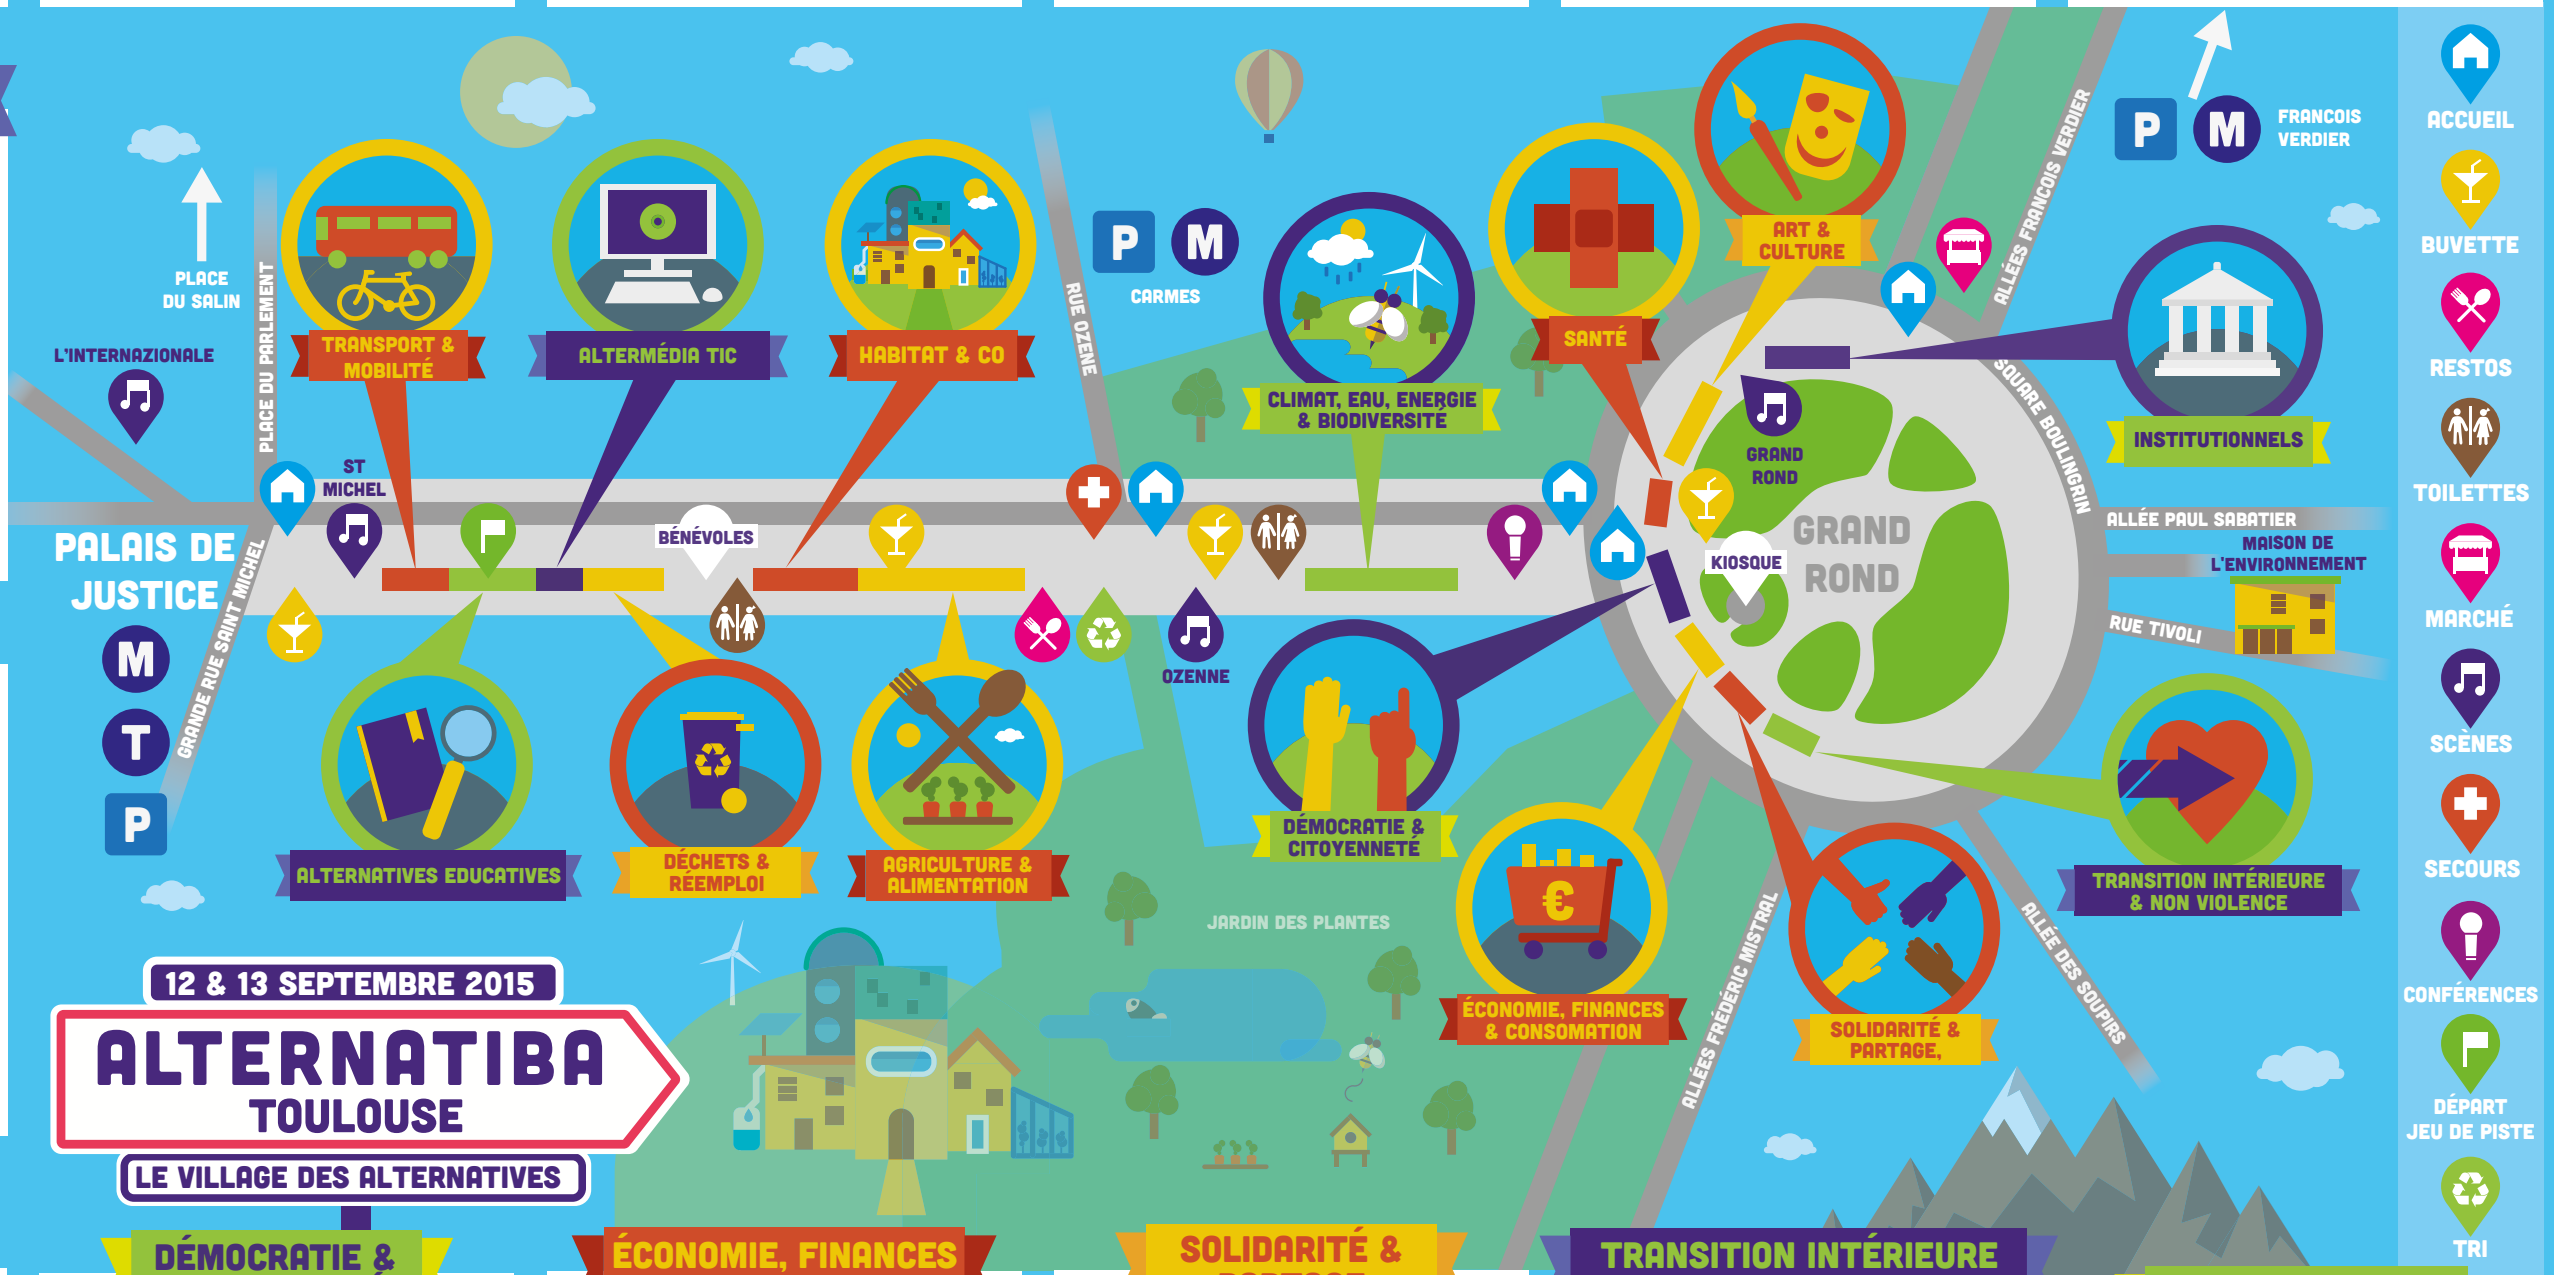 PLACE
DU SALIN
L'INTERNAZIONALE
PLACE DU PARLEMENT
TRANSPORT &
MOBILITÉ
ALTERMÉDIA TIC
HABITAT & CO
RUE OZENE
P
M
CARMES
CLIMAT, EAU, ENERGIE
& BIODIVERSITÉ
SANTÉ
ART &
CULTURE
ALLÉES FRANCOIS VERDIER
P
M
FRANCOIS
VERDIER
INSTITUTIONNELS
SQUARE BOULINGRIN
ST
MICHEL
BÉNÉVOLES
GRAND
ROND
GRAND
ROND
KIOSQUE
ALLÉE PAUL SABATIER
MAISON DE
L'ENVIRONNEMENT
RUE TIVOLI
PALAIS DE
JUSTICE
M
T
P
GRANDE RUE SAINT MICHEL
OZENNE
ALTERNATIVES EDUCATIVES
DÉCHETS &
RÉEMPLOI
AGRICULTURE &
ALIMENTATION
DÉMOCRATIE &
CITOYENNETÉ
€
ÉCONOMIE, FINANCES
& CONSOMATION
SOLIDARITÉ &
PARTAGE,
TRANSITION INTÉRIEURE
& NON VIOLENCE
JARDIN DES PLANTES
ALLÉES FRÉDÉRIC MISTRAL
ALLÉE DES SOUPIRS
12 & 13 SEPTEMBRE 2015
ALTERNATIBA
TOULOUSE
LE VILLAGE DES ALTERNATIVES
DÉMOCRATIE &
ÉCONOMIE, FINANCES
SOLIDARITÉ &
TRANSITION INTÉRIEURE
ACCUEIL
BUVETTE
RESTOS
TOILETTES
MARCHÉ
SCÈNES
SECOURS
CONFÉRENCES
DÉPART
JEU DE PISTE
TRI